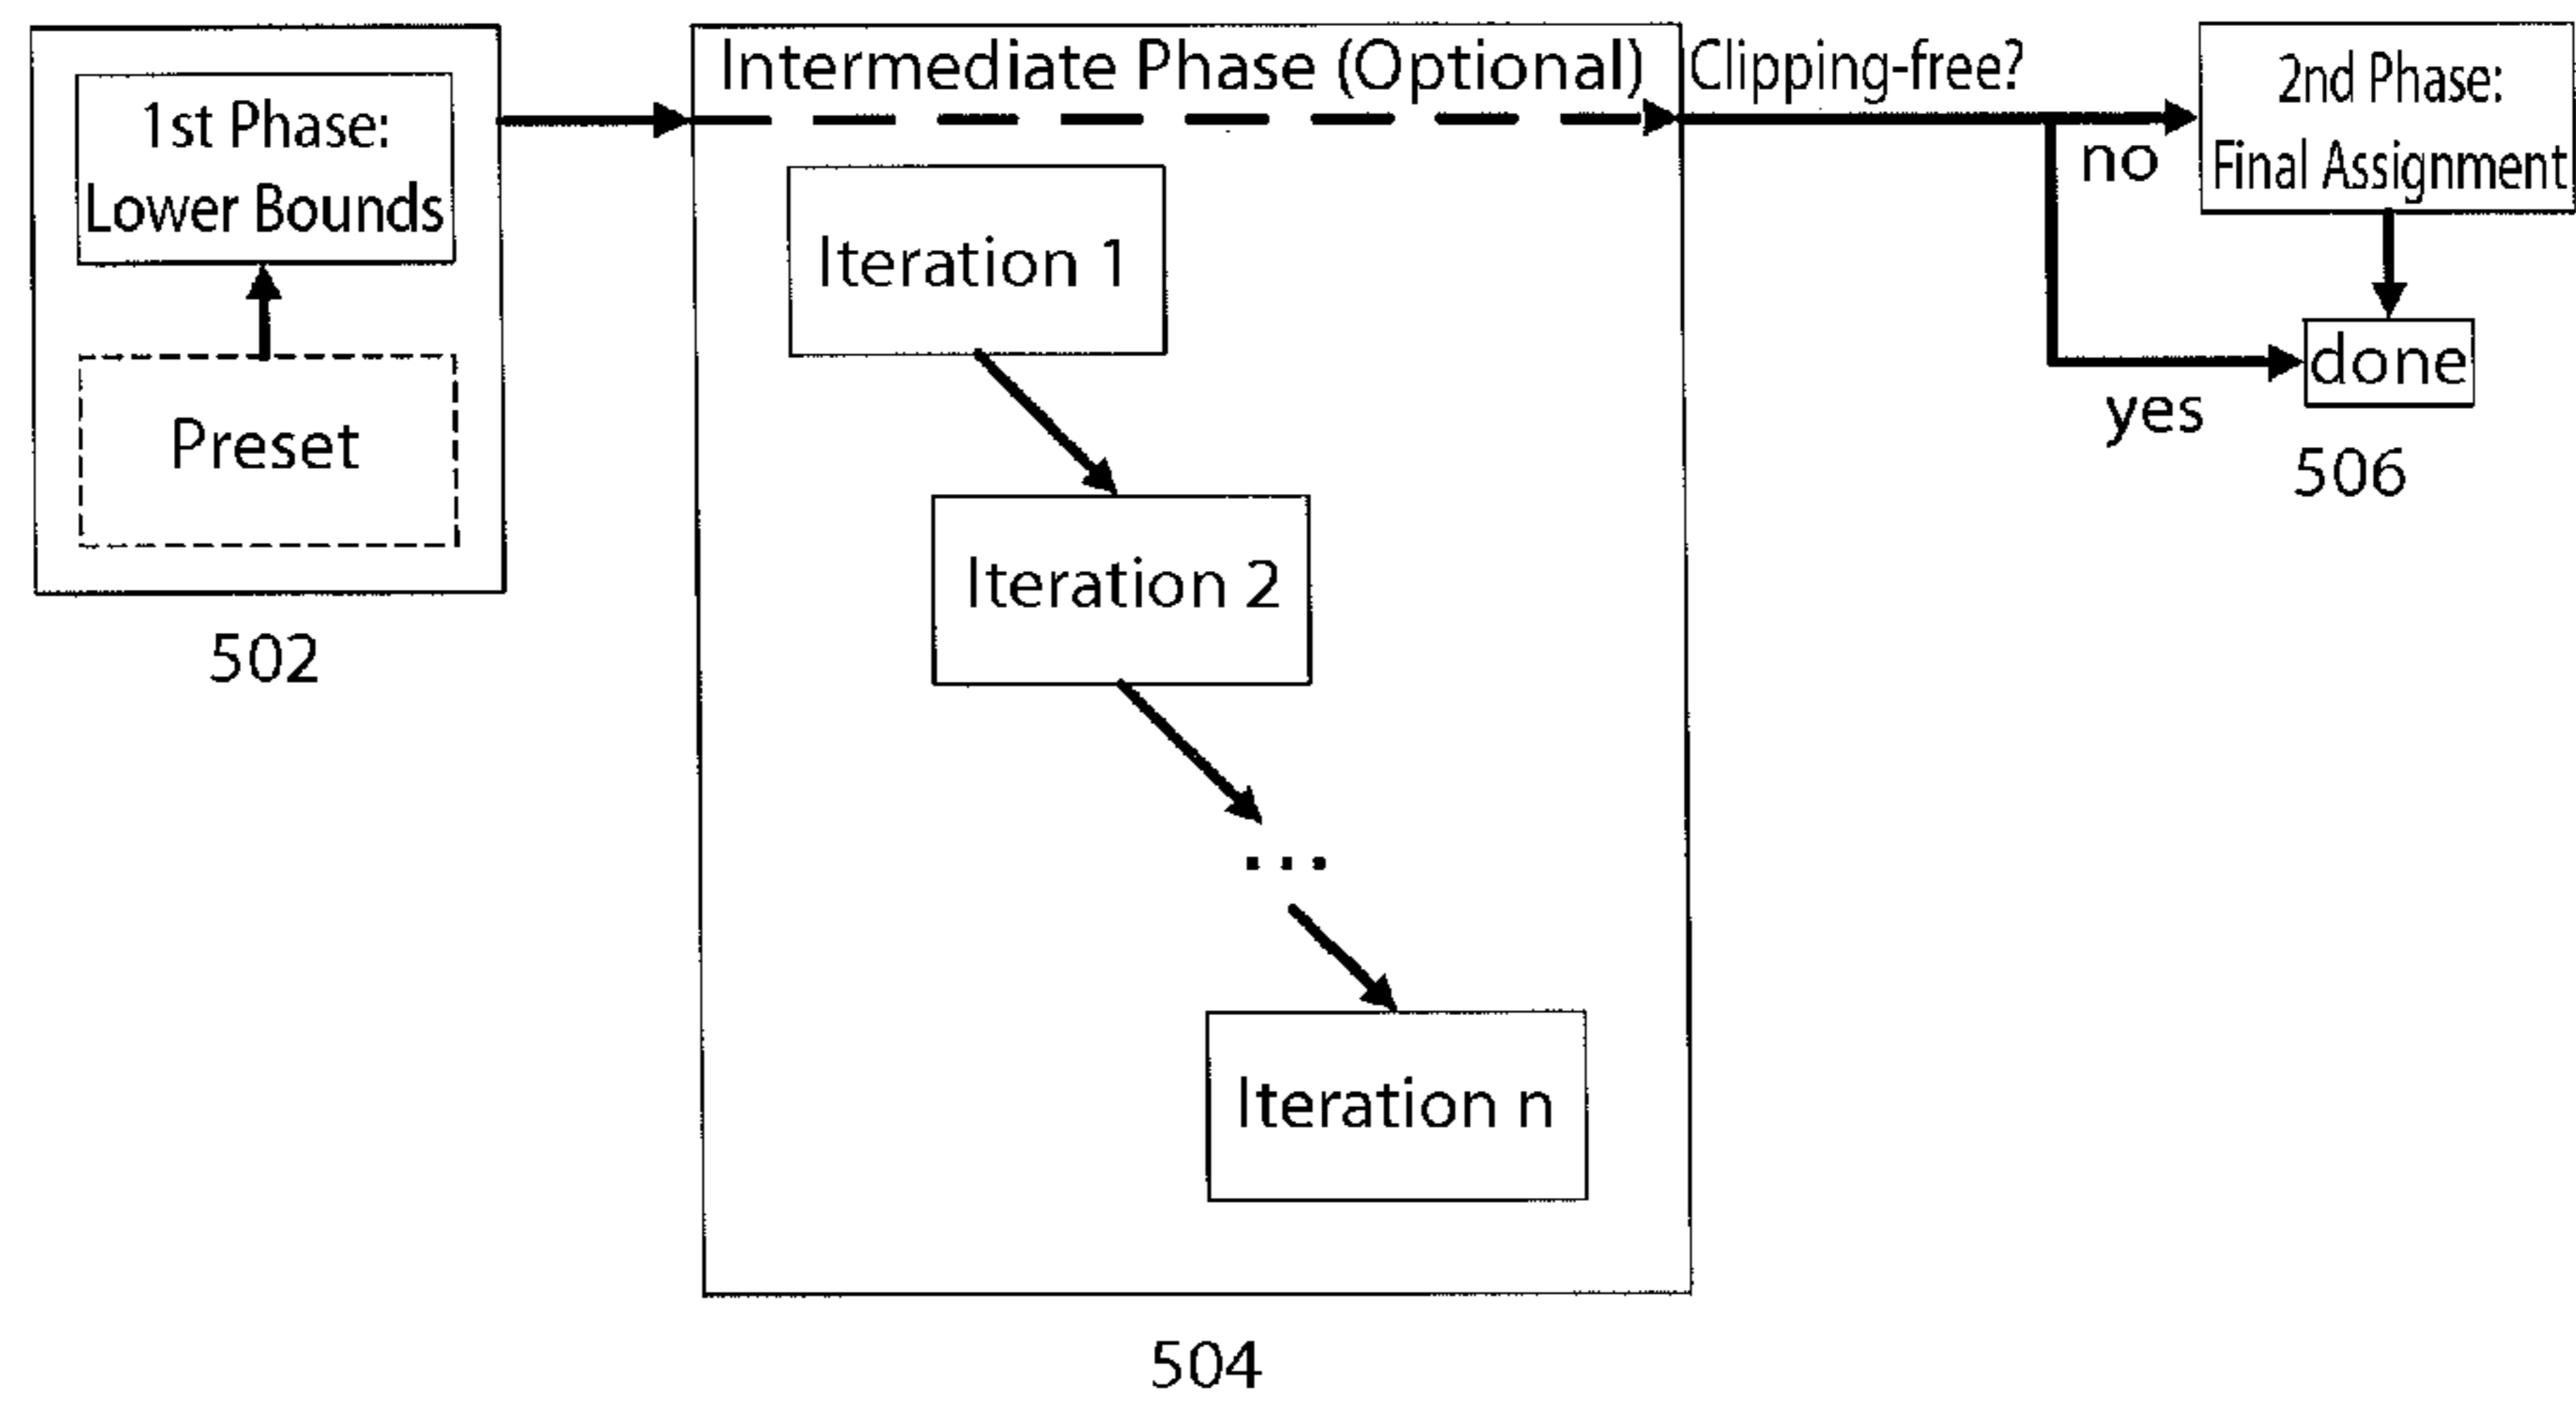 1st Phase:
Lower Bounds
Preset
502
Intermediate Phase (Optional)
Iteration 1
Iteration 2
...
Iteration n
504
Clipping-free?
no
yes
2nd Phase:
Final Assignment
done
506